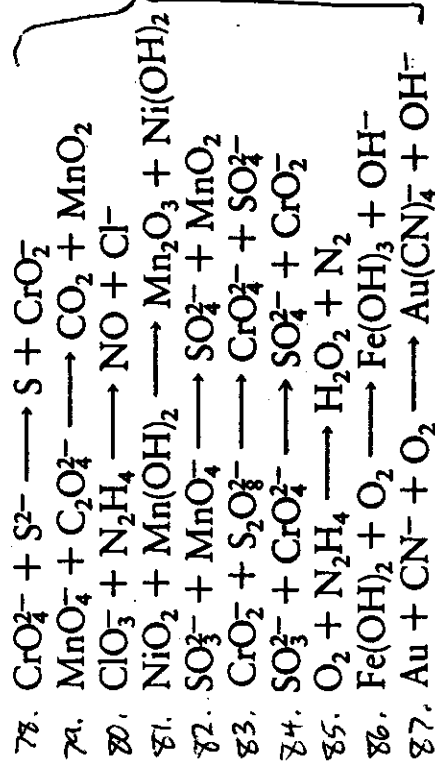 78. CrO₄²⁻ + S²⁻ ⟶ S + CrO₂⁻
79. MnO₄⁻ + C₂O₄²⁻ ⟶ CO₂ + MnO₂
80. ClO₃⁻ + N₂H₄ ⟶ NO + Cl⁻
81. NiO₂ + Mn(OH)₂ ⟶ Mn₂O₃ + Ni(OH)₂
82. SO₃²⁻ + MnO₄⁻ ⟶ SO₄²⁻ + MnO₂
83. CrO₂⁻ + S₂O₈²⁻ ⟶ CrO₄²⁻ + SO₄²⁻
84. SO₃²⁻ + CrO₄²⁻ ⟶ SO₄²⁻ + CrO₂⁻
85. O₂ + N₂H₄ ⟶ H₂O₂ + N₂
86. Fe(OH)₂ + O₂ ⟶ Fe(OH)₃ + OH⁻
87. Au + CN⁻ + O₂ ⟶ Au(CN)₄⁻ + OH⁻